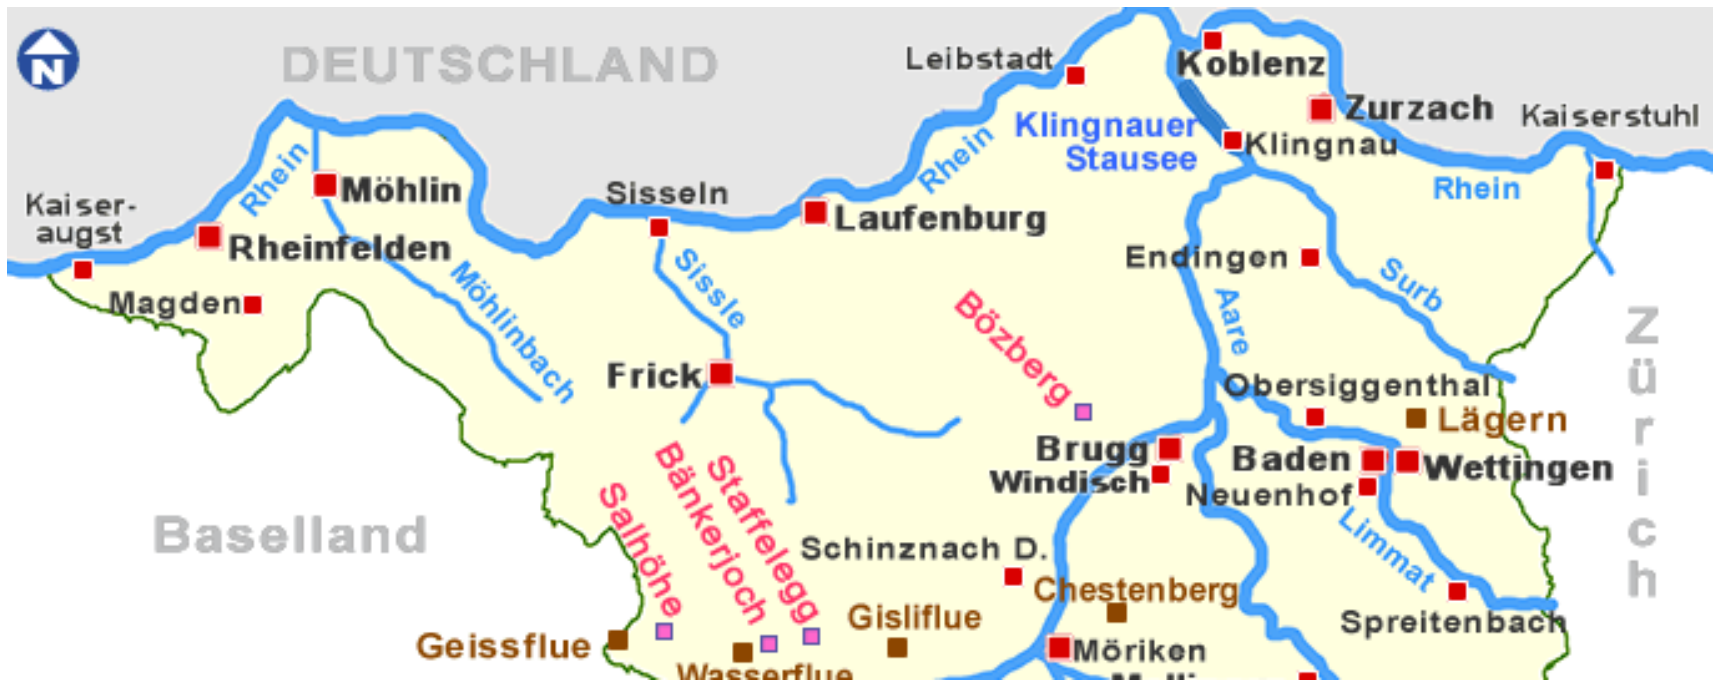 N
DEUTSCHLAND
Leibstadt
Koblenz
Zurzach
Kaiserstuhl
Klingnauer
Stausee
Klingnau
Rhein
Rhein
Rhein
Möhlin
Sisseln
Laufenburg
Kaiser-
augst
Rheinfelden
Magden
Möhlinbach
Sissle
Endingen
Surb
Aare
Bözberg
Zürich
Frick
Obersiggenthal
Lägern
Brugg
Windisch
Baden
Wettingen
Neuenhof
Limmat
Baselland
Salhöhe
Bänkerjoch
Staffelegg
Schinznach D.
Chestenberg
Gisliflue
Spreitenbach
Geissflue
Wasserflue
Möriken